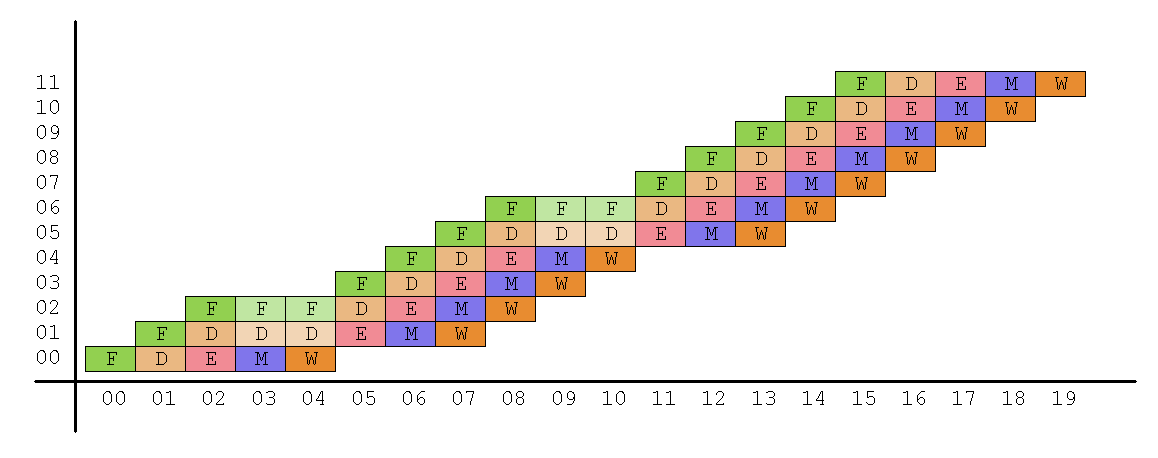 11 F D E M W
10 F D E M W
09 F D E M W
08 F D E M W
07 F D E M W
06 F F F D E M W
05 F D D D E M W
04 F D E M W
03 F D E M W
02 F F F D E M W
01 F D D D E M W
00 F D E M W
00 01 02 03 04 05 06 07 08 09 10 11 12 13 14 15 16 17 18 19